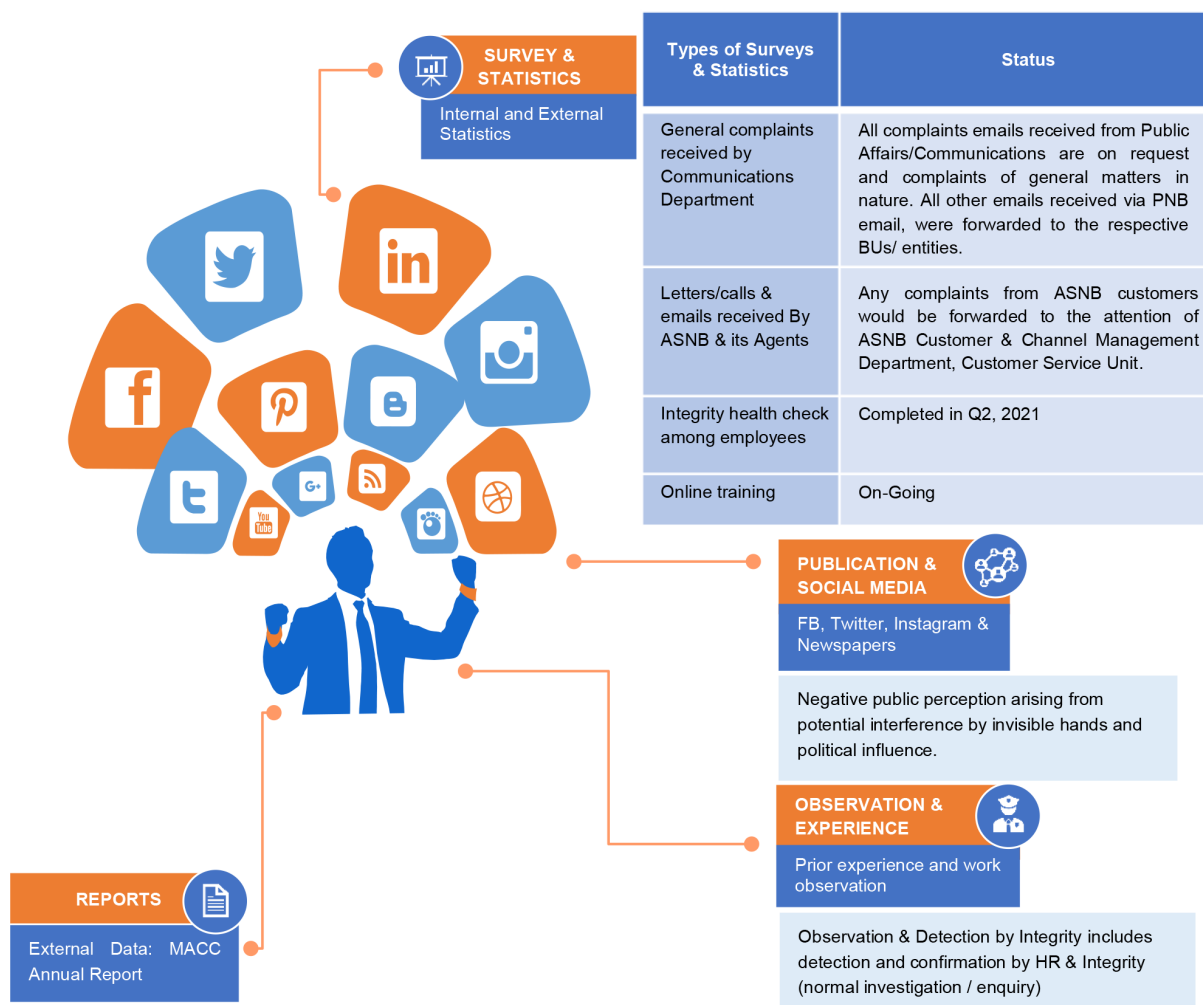 SURVEY &
STATISTICS
Internal and External
Statistics
Types of Surveys
& Statistics
Status
General complaints
received by
Communications
Department
All complaints emails received from Public
Affairs/Communications are on request
and complaints of general matters in
nature. All other emails received via PNB
email, were forwarded to the respective
BUs/ entities.
Letters/calls &
emails received By
ASNB & its Agents
Any complaints from ASNB customers
would be forwarded to the attention of
ASNB Customer & Channel Management
Department, Customer Service Unit.
Integrity health check
among employees
Completed in Q2, 2021
Online training
On-Going
in
f
t
G+
You
Tube
PUBLICATION &
SOCIAL MEDIA
FB, Twitter, Instagram &
Newspapers
Negative public perception arising from
potential interference by invisible hands and
political influence.
OBSERVATION &
EXPERIENCE
Prior experience and work
observation
Observation & Detection by Integrity includes
detection and confirmation by HR & Integrity
(normal investigation / enquiry)
REPORTS
External Data: MACC
Annual Report